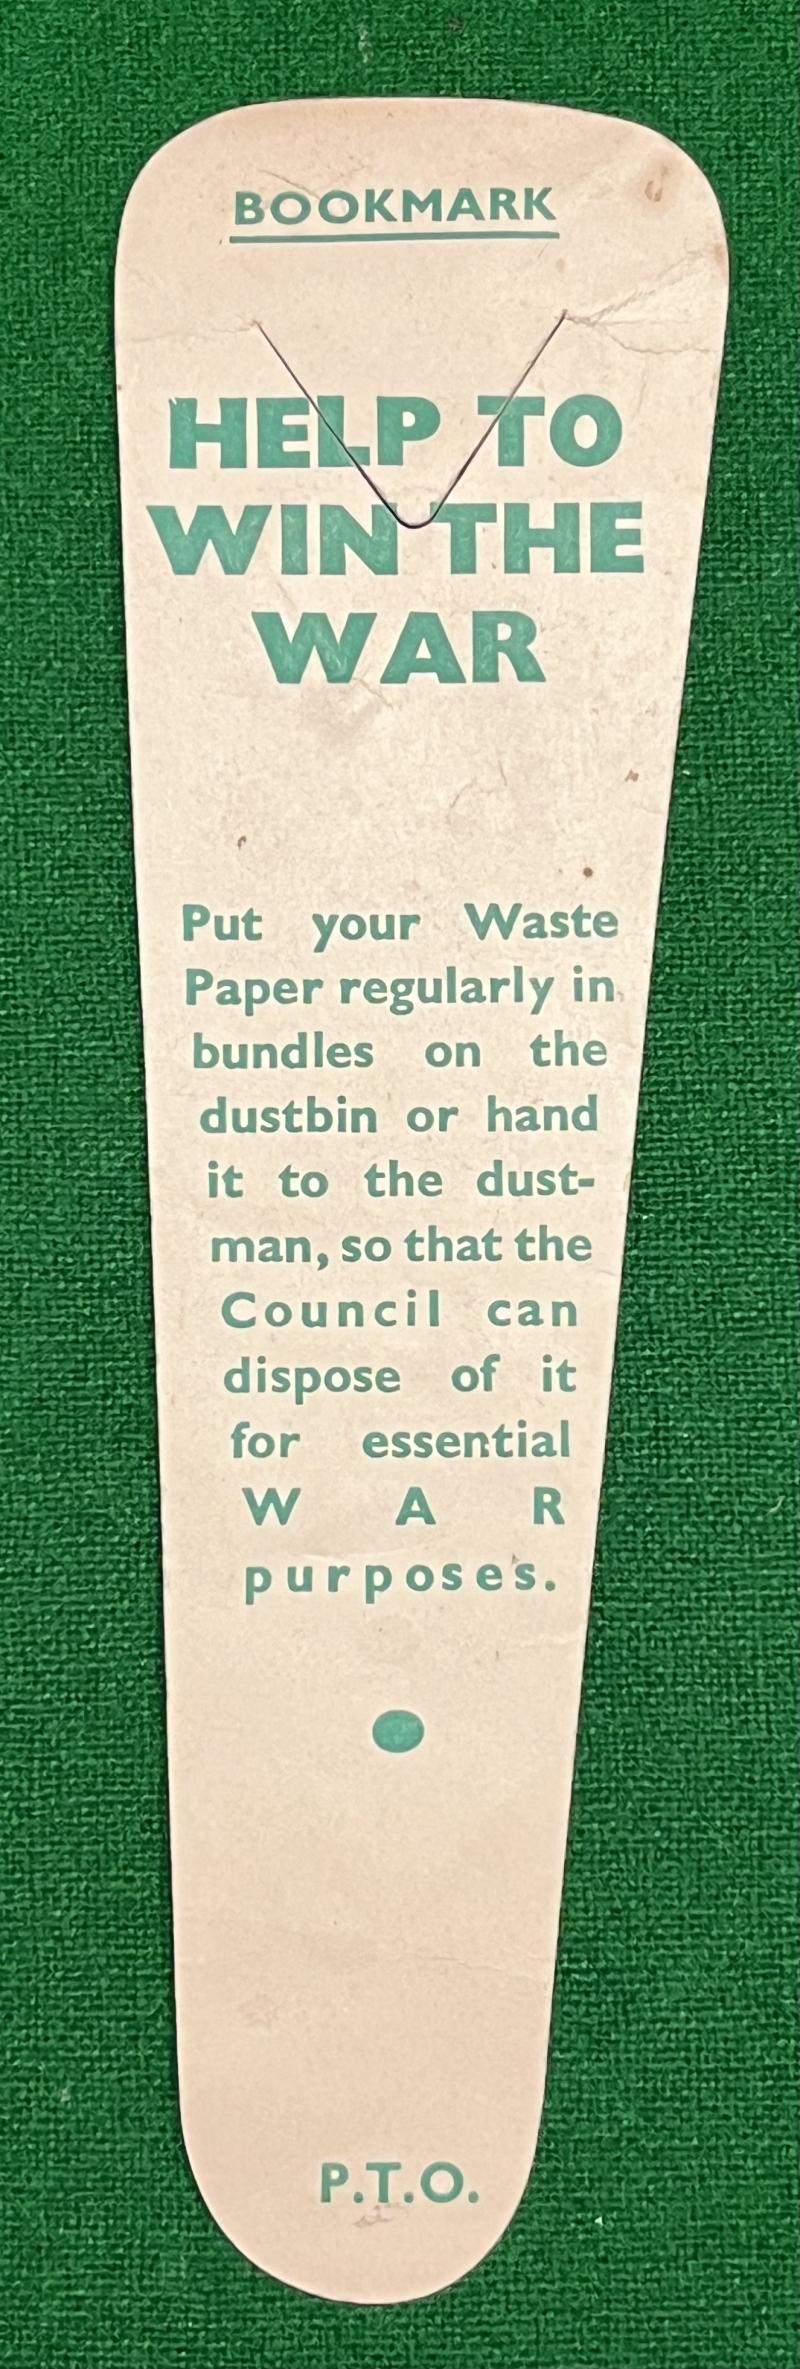 BOOKMARK
HELP TO
WIN THE
WAR
Put your Waste
Paper regularly in
bundles on the
dustbin or hand
it to the dust-
man, so that the
Council can
dispose of it
for essential
WAR
purposes.
P.T.O.